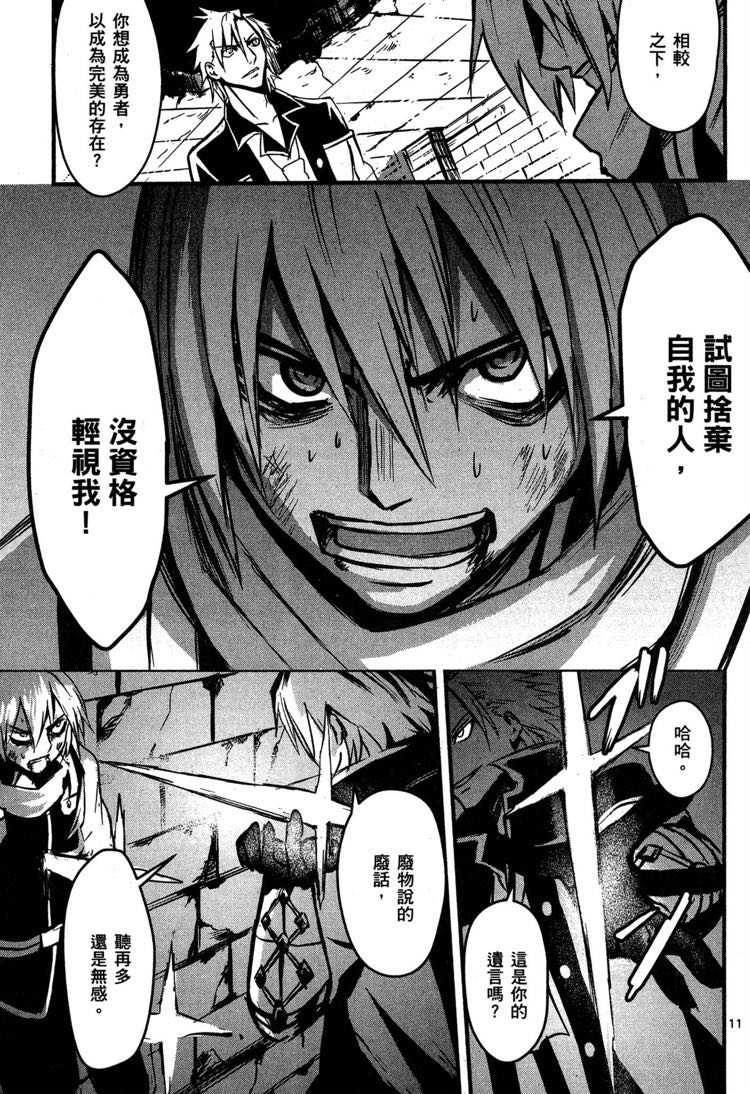 相較
之下，
你想成為勇者，
以成為完美的存在？
試圖捨棄
自我的人，
沒資格
輕視我！
哈哈。
這是你的
遺言嗎？
廢物說的
廢話，
聽再多
還是無感。
11